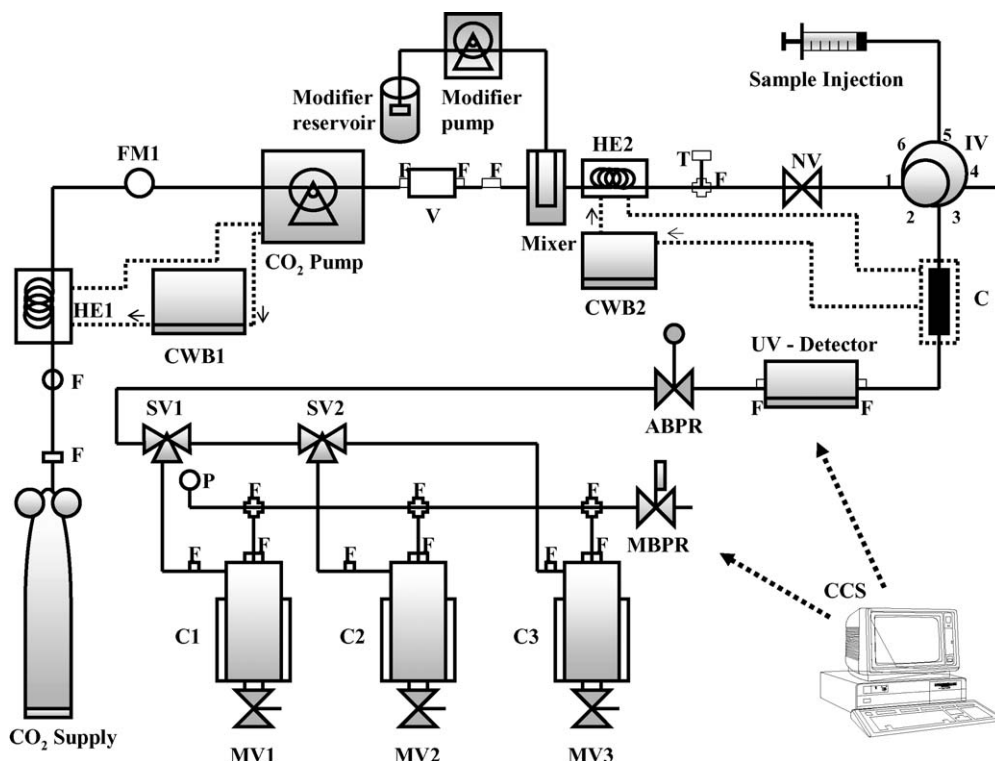 Sample Injection
Modifier
reservoir
Modifier
pump
FM1
F
F
F
V
CO₂ Pump
Mixer
HE2
T
F
NV
6
5
IV
1
4
2
3
HE1
CWB1
CWB2
C
UV - Detector
F
F
F
F
ABPR
SV1
SV2
P
F
F
F
MBPR
F
F
F
F
F
F
C1
C2
C3
CCS
CO₂ Supply
MV1
MV2
MV3